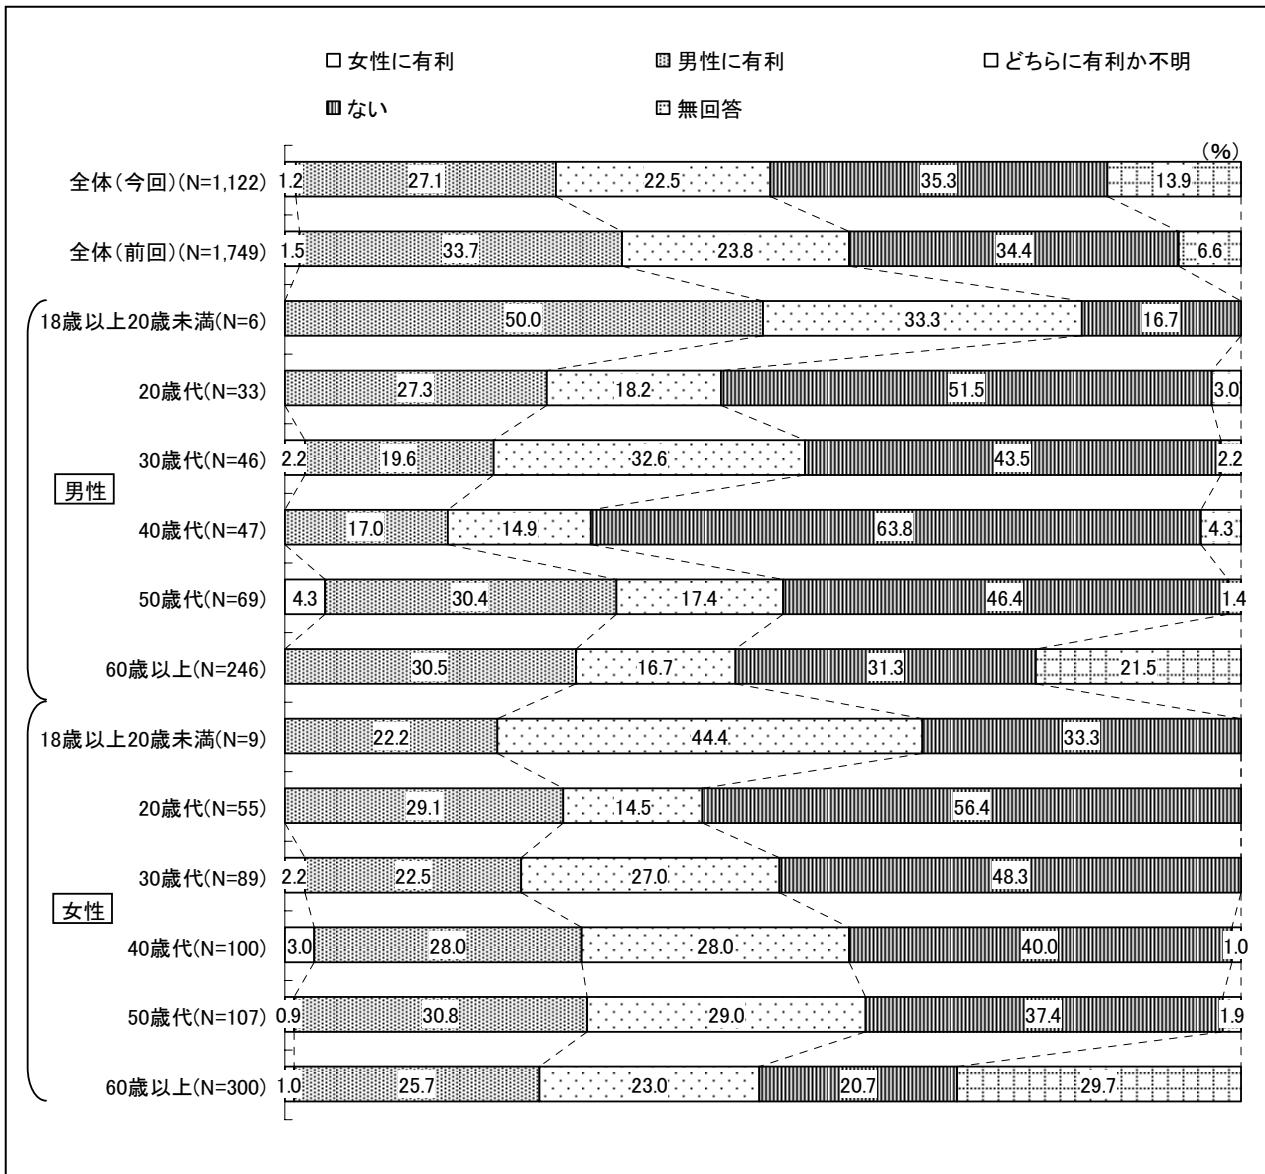 女性に有利 男性に有利 どちらに有利か不明
ない 無回答
(%)
全体(今回)(N=1,122) 1.2 27.1 22.5 35.3 13.9
全体(前回)(N=1,749) 1.5 33.7 23.8 34.4 6.6
18歳以上20歳未満(N=6) 50.0 33.3 16.7
20歳代(N=33) 27.3 18.2 51.5 3.0
30歳代(N=46) 2.2 19.6 32.6 43.5 2.2
男性
40歳代(N=47) 17.0 14.9 63.8 4.3
50歳代(N=69) 4.3 30.4 17.4 46.4 1.4
60歳以上(N=246) 30.5 16.7 31.3 21.5
18歳以上20歳未満(N=9) 22.2 44.4 33.3
20歳代(N=55) 29.1 14.5 56.4
30歳代(N=89) 2.2 22.5 27.0 48.3
女性
40歳代(N=100) 3.0 28.0 28.0 40.0 1.0
50歳代(N=107) 0.9 30.8 29.0 37.4 1.9
60歳以上(N=300) 1.0 25.7 23.0 20.7 29.7